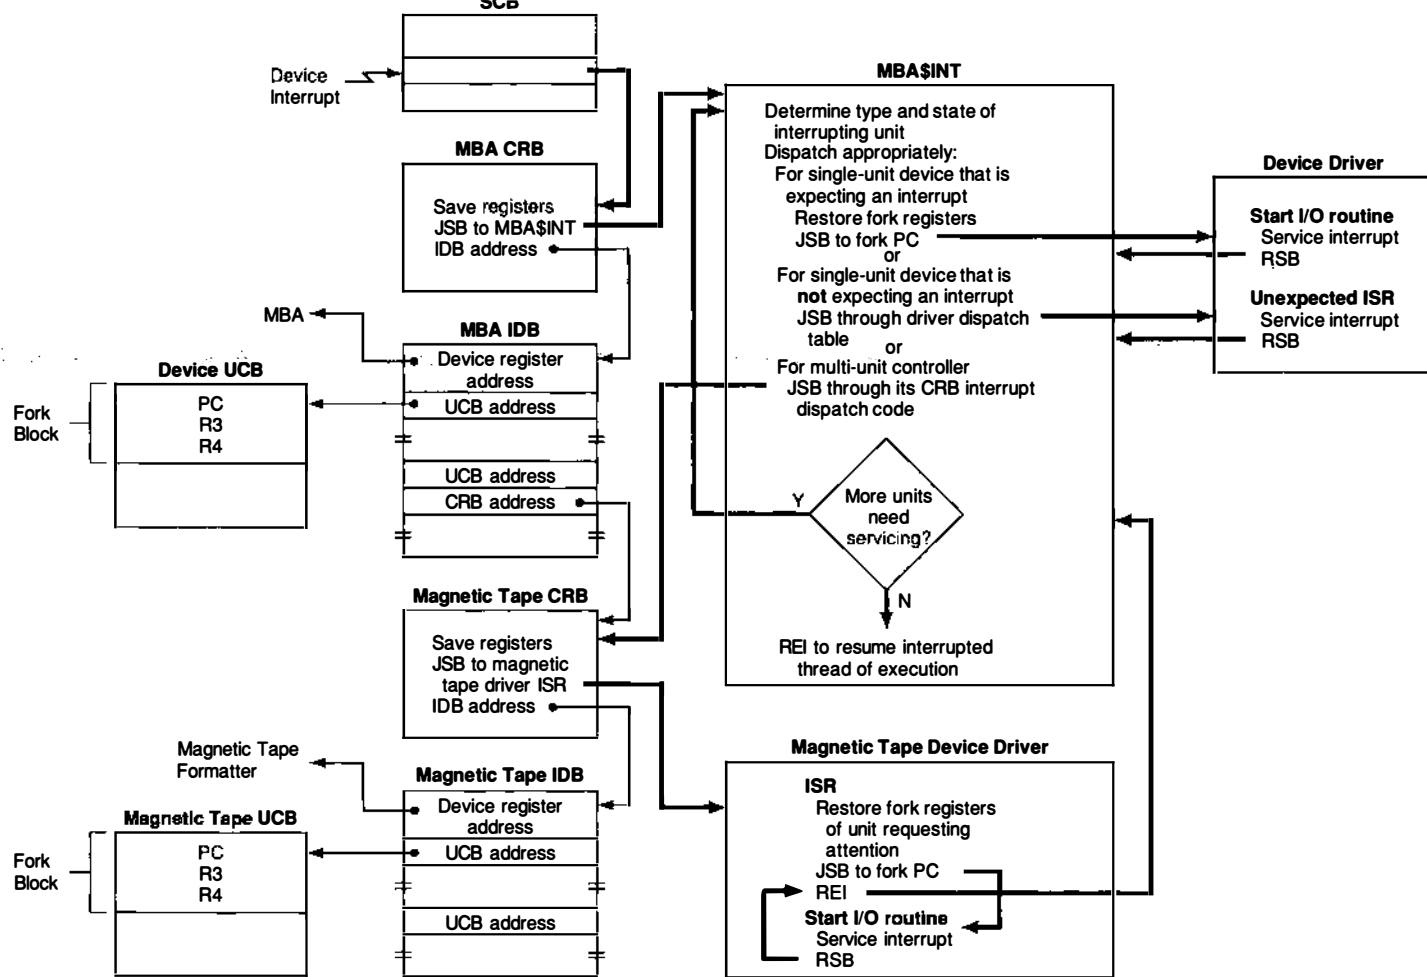 SCB
Device
Interrupt
MBA CRB
Save registers
JSB to MBA$INT
IDB address
MBA
MBA IDB
Device register
address
UCB address
UCB address
CRB address
Device UCB
PC
R3
R4
Fork
Block
Magnetic Tape CRB
Save registers
JSB to magnetic
tape driver ISR
IDB address
Magnetic Tape
Formatter
Magnetic Tape IDB
Device register
address
UCB address
UCB address
Magnetic Tape UCB
PC
R3
R4
Fork
Block
MBA$INT
Determine type and state of
interrupting unit
Dispatch appropriately:
For single-unit device that is
expecting an interrupt
Restore fork registers
JSB to fork PC
or
For single-unit device that is
not expecting an interrupt
JSB through driver dispatch
table
or
For multi-unit controller
JSB through its CRB interrupt
dispatch code
More units
need
servicing?
Y
N
REI to resume interrupted
thread of execution
Device Driver
Start I/O routine
Service interrupt
RSB
Unexpected ISR
Service interrupt
RSB
Magnetic Tape Device Driver
ISR
Restore fork registers
of unit requesting
attention
JSB to fork PC
REI
Start I/O routine
Service interrupt
RSB